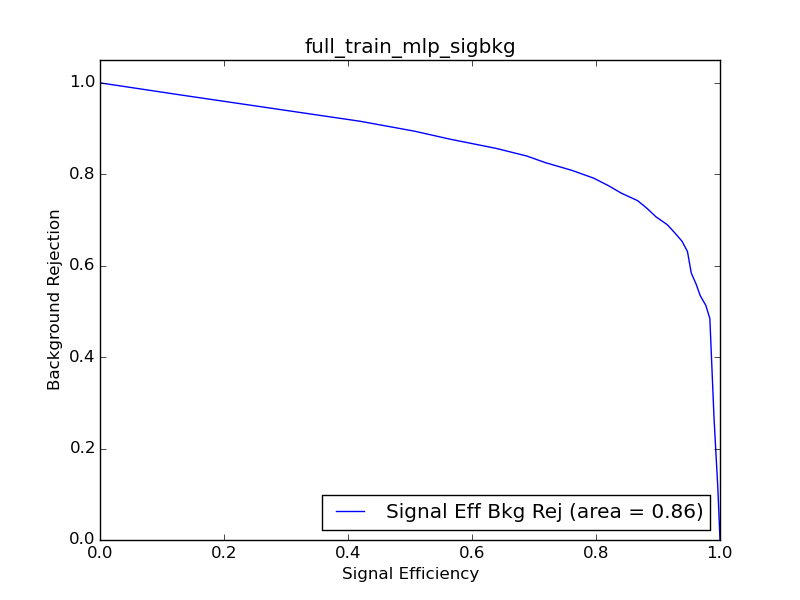 full_train_mlp_sigbkg
1.0
0.8
0.6
0.4
0.2
0.0
Background Rejection
Signal Eff Bkg Rej (area = 0.86)
0.0 0.2 0.4 0.6 0.8 1.0
Signal Efficiency